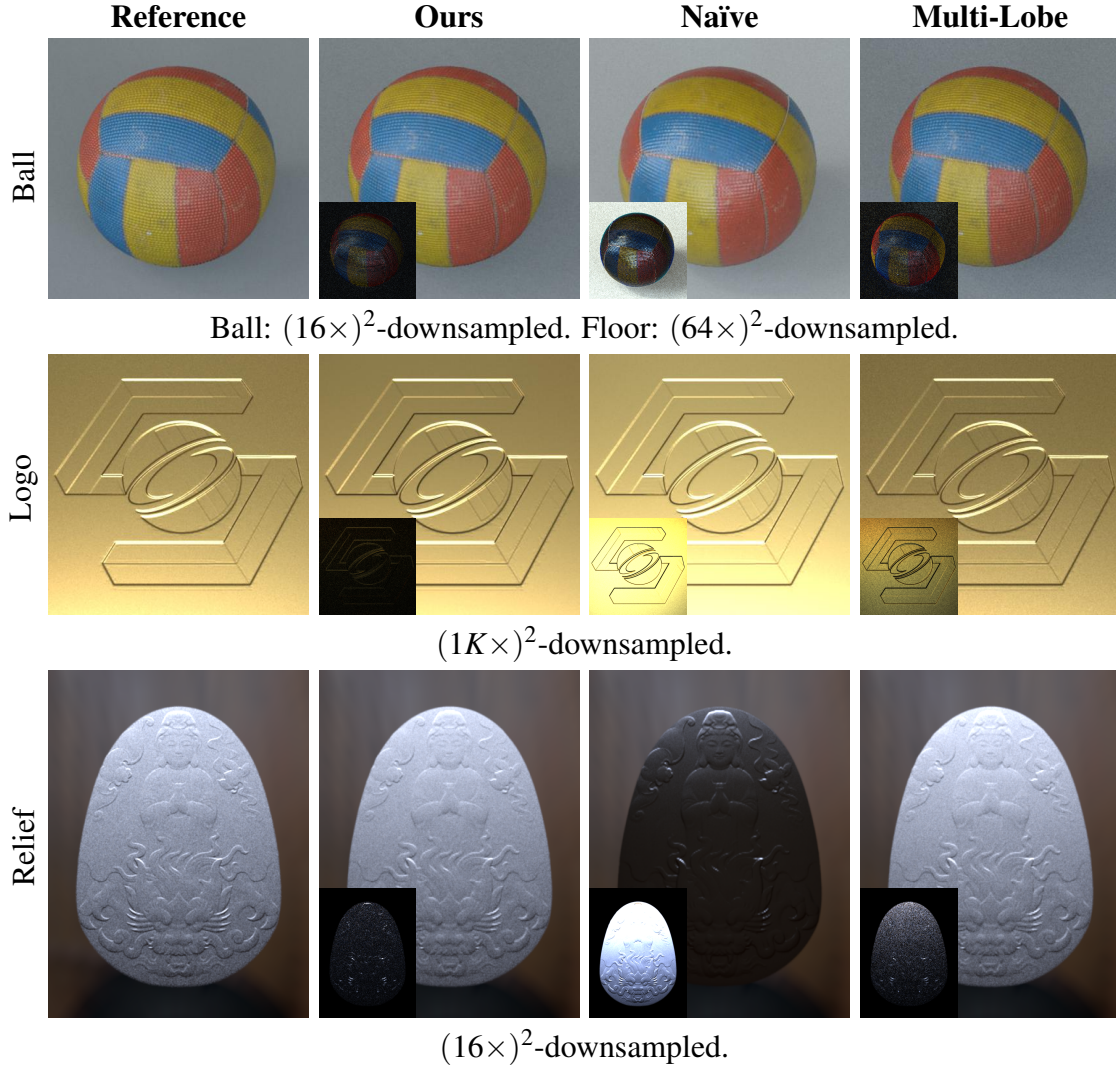 Reference Ours Naïve Multi-Lobe
Ball
Ball: (16×)²-downsampled. Floor: (64×)²-downsampled.
Logo
(1K×)²-downsampled.
Relief
(16×)²-downsampled.